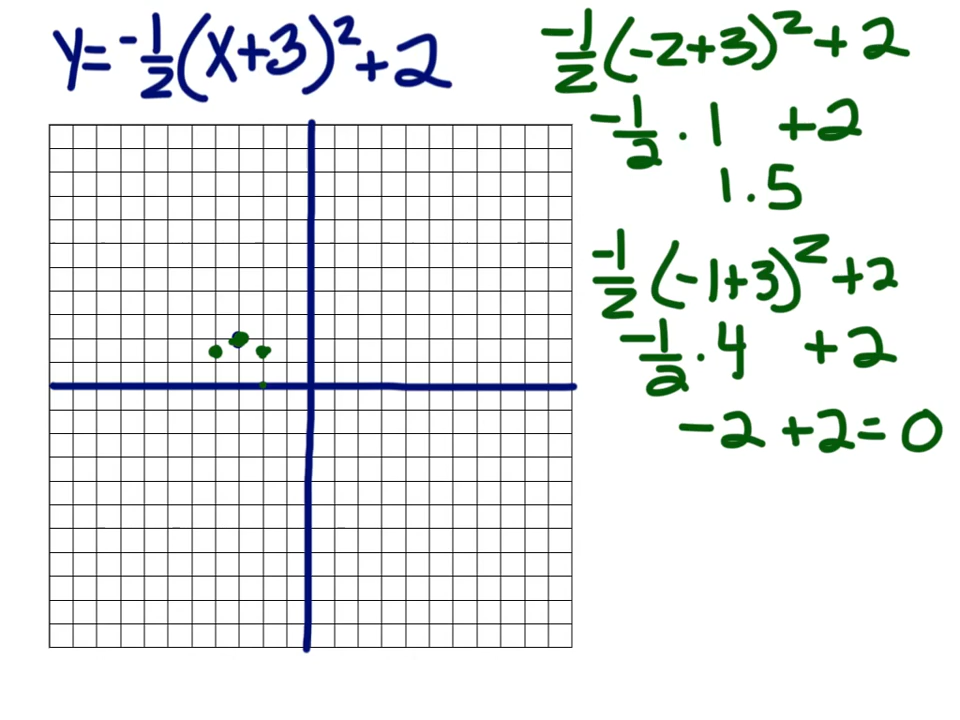 y = -1/2 (x+3)² + 2
-1/2 (-2+3)² + 2
-1/2 · 1 + 2
1.5
-1/2 (-1+3)² + 2
-1/2 · 4 + 2
-2 + 2 = 0